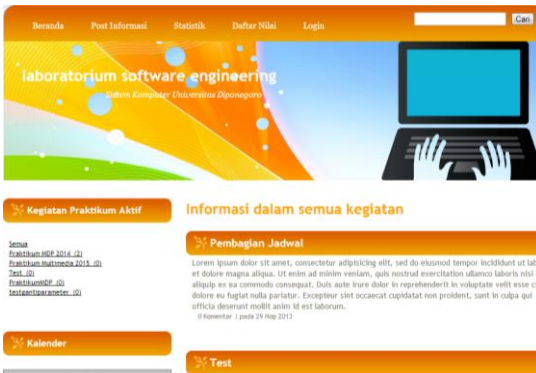 Beranda Post Informasi Statistik Daftar Nilai Login Cari
laboratorium software engineering
Sistem Komputer Universitas Diponegoro
Kegiatan Praktikum Aktif
Semua
Praktikum MDP 2014 (2)
Praktikum Multimedia 2015 (0)
Test (0)
PraktikumMDP (0)
testgantiparameter (0)
Kalender
Informasi dalam semua kegiatan
Pembagian Jadwal
Lorem ipsum dolor sit amet, consectetur adipisicing elit, sed do eiusmod tempor incididunt ut lab
et dolore magna aliqua. Ut enim ad minim veniam, quis nostrud exercitation ullamco laboris nisi
aliquip ex ea commodo consequat. Duis aute irure dolor in reprehenderit in voluptate velit esse c
dolore eu fugiat nulla pariatur. Excepteur sint occaecat cupidatat non proident, sunt in culpa qui
officia deserunt mollit anim id est laborum.
0 Komentar | pada 29 Nop 2013
Test